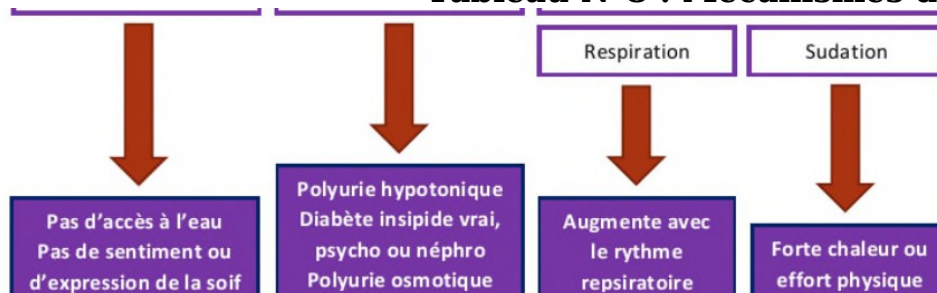 Respiration
Sudation
Pas d'accès à l'eau
Pas de sentiment ou
d'expression de la soif
Polyurie hypotonique
Diabète insipide vrai,
psycho ou néphro
Polyurie osmotique
Augmente avec
le rythme
repsiratoire
Forte chaleur ou
effort physique